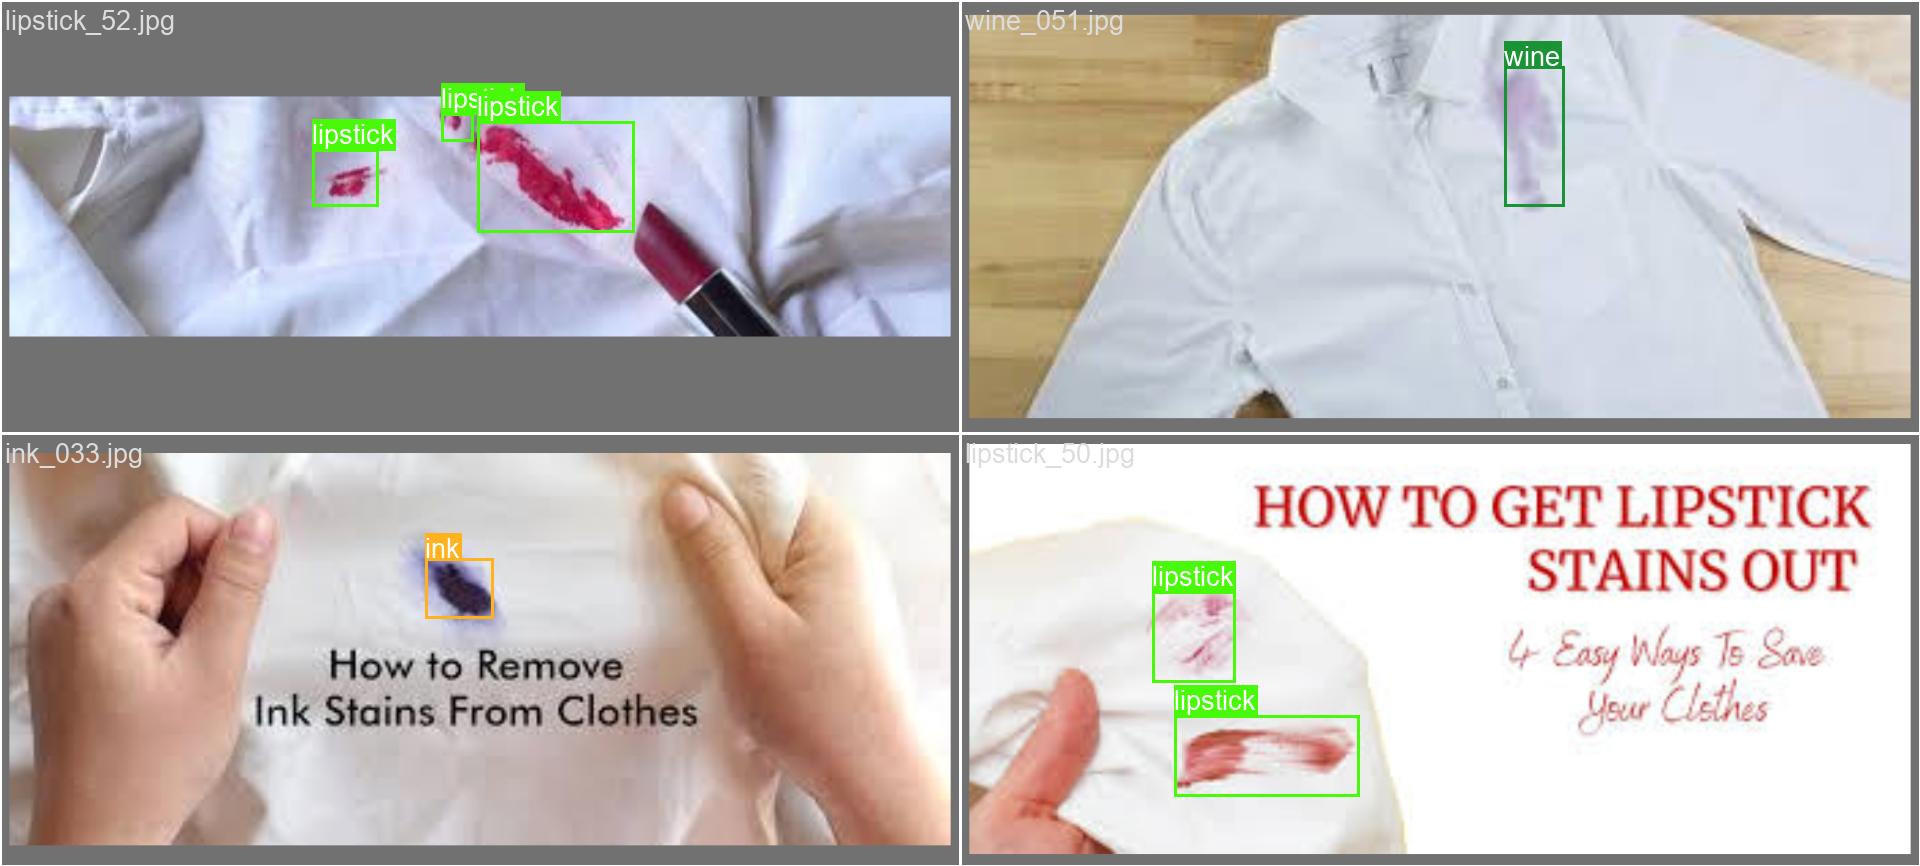 lipstick_52.jpg
lipstick
lips
lipstick
wine_051.jpg
wine
ink_033.jpg
ink
How to Remove
Ink Stains From Clothes
lipstick_50.jpg
HOW TO GET LIPSTICK
STAINS OUT
4 Easy Ways To Save
Your Clothes
lipstick
lipstick